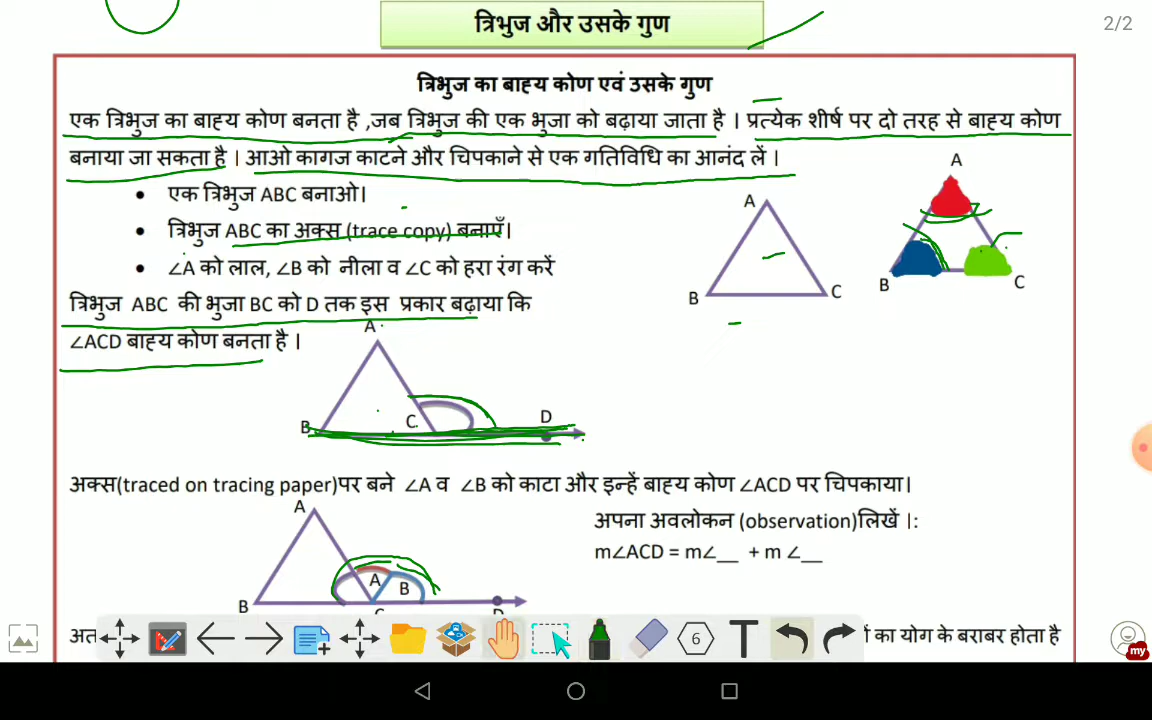 त्रिभुज और उसके गुण
2/2
त्रिभुज का बाह्य कोण एवं उसके गुण
एक त्रिभुज का बाह्य कोण बनता है ,जब त्रिभुज की एक भुजा को बढ़ाया जाता है । प्रत्येक शीर्ष पर दो तरह से बाह्य कोण
बनाया जा सकता है । आओ कागज काटने और चिपकाने से एक गतिविधि का आनंद लें ।
• एक त्रिभुज ABC बनाओ।
• त्रिभुज ABC का अक्स (trace copy) बनाएँ।
• ∠A को लाल, ∠B को नीला व ∠C को हरा रंग करें
A
B
C
A
B
C
त्रिभुज ABC की भुजा BC को D तक इस प्रकार बढ़ाया कि
∠ACD बाह्य कोण बनता है ।
A
B
C
D
अक्स(traced on tracing paper)पर बने ∠A व ∠B को काटा और इन्हें बाह्य कोण ∠ACD पर चिपकाया।
अपना अवलोकन (observation)लिखें ।:
m∠ACD = m∠__ + m ∠__
A
A
B
B
अत
का योग के बराबर होता है
6
T
my